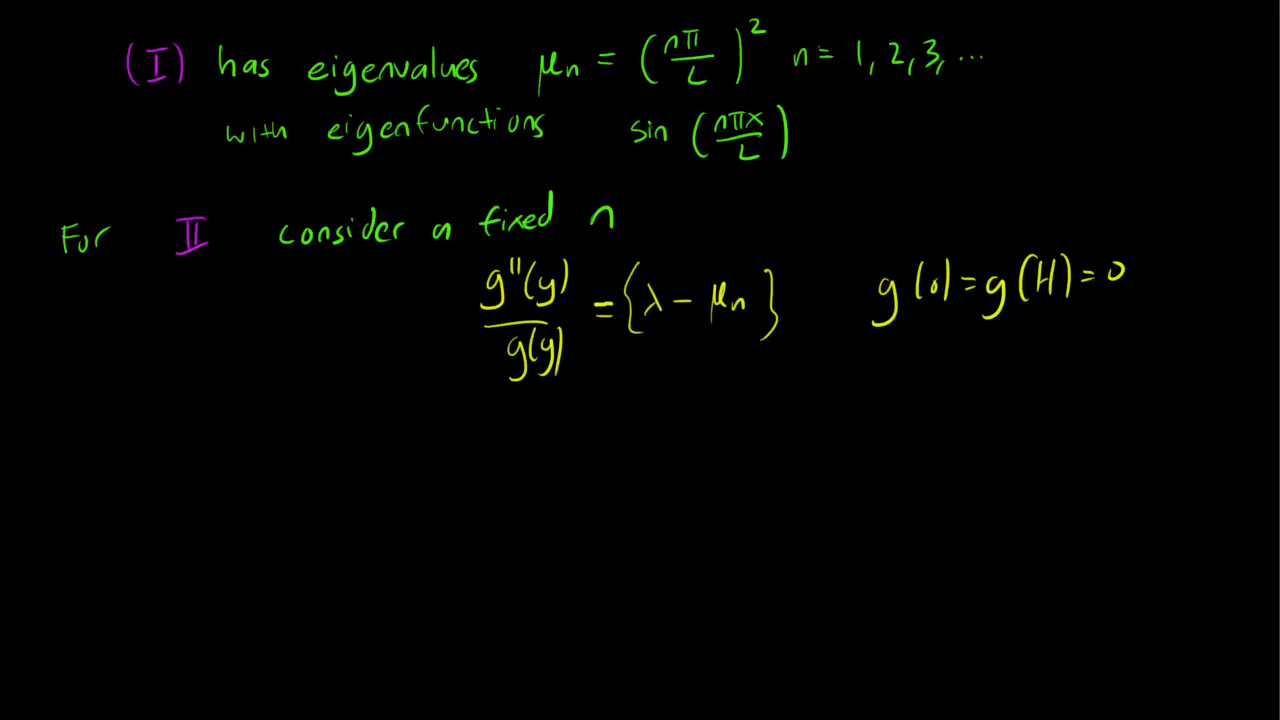 (I) has eigenvalues μn = (nπ/L)² n = 1, 2, 3, ...
with eigenfunctions sin (nπx/L)
For II consider a fixed n
g''(y)/g(y) = {λ - μn} g(0) = g(H) = 0